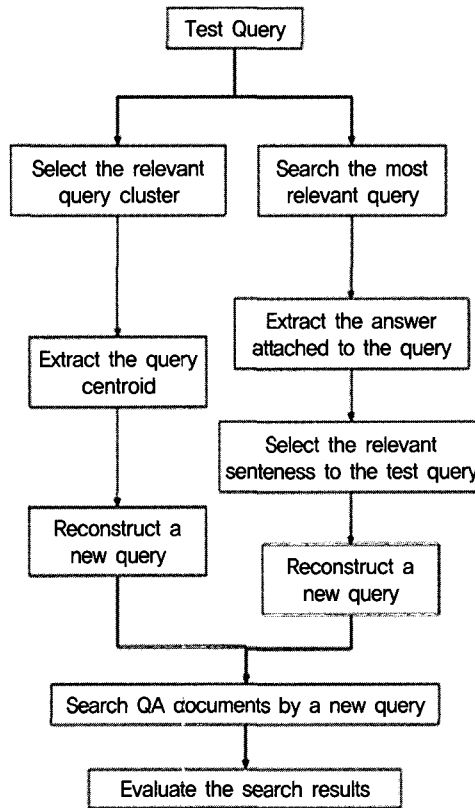 Test Query
Select the relevant
query cluster
Search the most
relevant query
Extract the query
centroid
Extract the answer
attached to the query
Select the relevant
senteness to the test query
Reconstruct a
new query
Reconstruct a
new query
Search QA documents by a new query
Evaluate the search results